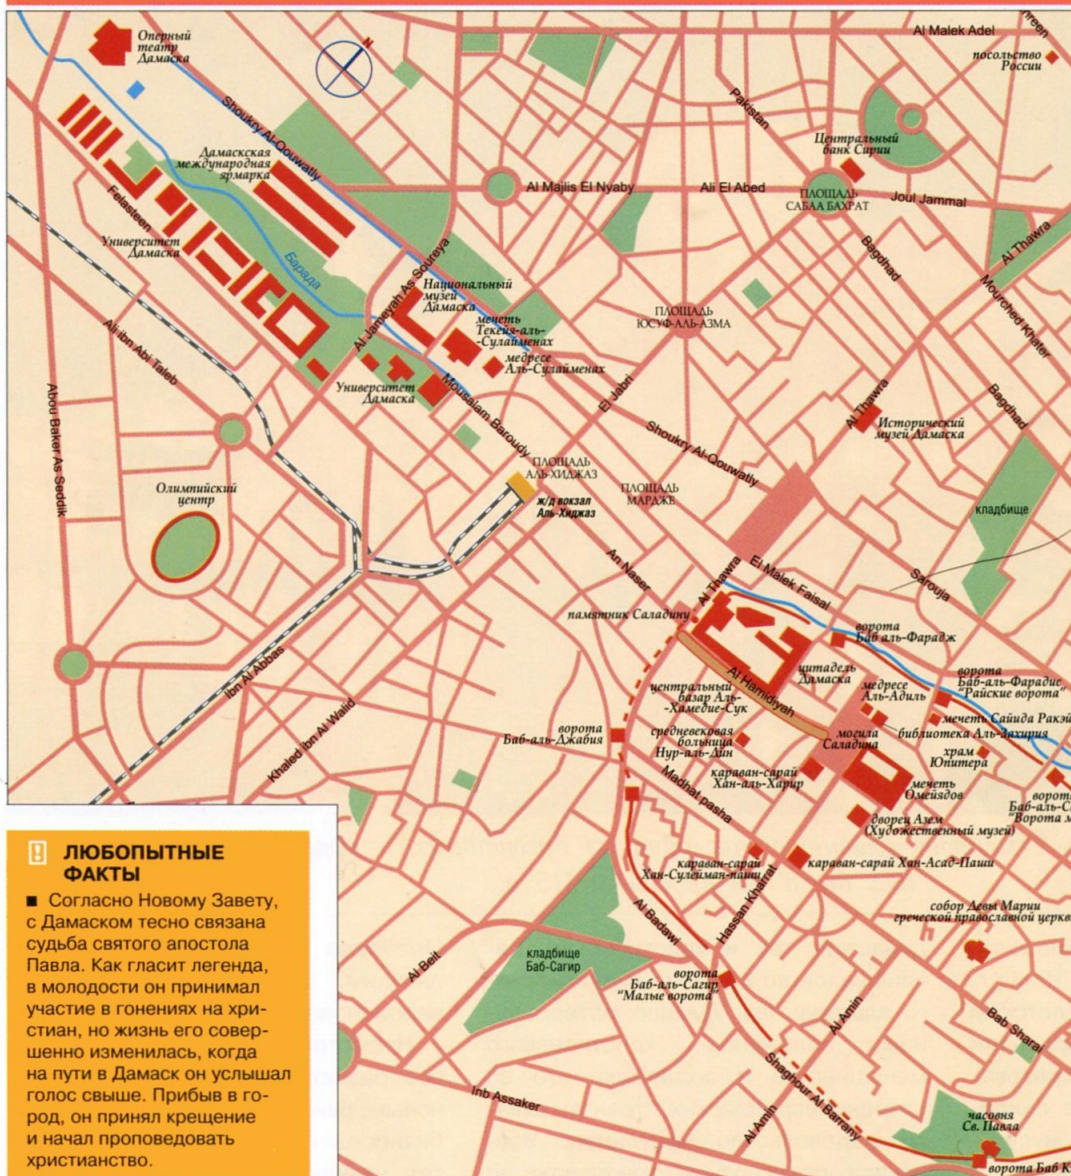 Оперный
театр
Дамаска
N
Al Malek Adel
посольство
России
Pakistan
Shoukry Al-Qouwatly
Центральный
банк Сирии
Дамаскская
международная
ярмарка
Al Majlis El Nyaby
Ali El Abed
ПЛОЩАДЬ
САБАА БАХРАТ
Joul Jammal
Felasteen
Университет
Дамаска
Барада
Al Jameyah As Soureya
Bagdhad
Al Thawra
Национальный
музей
Дамаска
Mourched Khater
мечеть
Текейя-аль-
-Сулайменах
ПЛОЩАДЬ
ЮСУФ-АЛЬ-АЗМА
медресе
Аль-Сулайменах
Ali ibn Abi Taleb
Abou Baker As Seddik
Университет
Дамаска
Mousalam Baroudy
El Jabri
Al Thawra
Bagdhad
Исторический
музей Дамаска
Shoukry Al-Qouwatly
ПЛОЩАДЬ
АЛЬ-ХИДЖАЗ
ж/д вокзал
Аль-Хиджаз
ПЛОЩАДЬ
МАРДЖЕ
Олимпийский
центр
кладбище
An Naser
Al Thawra
El Malek Faisal
Sarouja
памятник Саладину
ворота
Баб аль-Фарадж
цитадель
Дамаска
Ibn Al Abbas
Al Hamidiyah
центральный
базар Аль-
-Хамедие-Сук
медресе
Аль-Адиль
ворота
Баб-аль-Фарадис
"Райские ворота"
мечеть Сайида Ракэй
библиотека Аль-Захирия
Khaled Ibn Al Walid
ворота
Баб-аль-Джабия
средневековая
больница
Нур-аль-Дин
могила
Саладина
храм
Юпитера
караван-сарай
Хан-аль-Харир
Madhat pasha
мечеть
Омейядов
ворота
Баб-аль-Са
"Ворота м
дворец Азем
(Художественный музей)
караван-сарай
Хан-Сулейман-паши
караван-сарай Хан-Асад-Паши
Hassan Kharrat
Al Badawi
собор Девы Марии
греческой православной церкви
Al Beit
кладбище
Баб-Сагир
ворота
Баб-аль-Сагир
"Малые ворота"
Al Amin
Bab Sharai
Shaghour Al Barrany
Inb Assaker
Al Amin
часовня
Св. Павла
ворота Баб К
ЛЮБОПЫТНЫЕ
ФАКТЫ
■ Согласно Новому Завету,
с Дамаском тесно связана
судьба святого апостола
Павла. Как гласит легенда,
в молодости он принимал
участие в гонениях на хри-
стиан, но жизнь его совер-
шенно изменилась, когда
на пути в Дамаск он услышал
голос свыше. Прибыв в го-
род, он принял крещение
и начал проповедовать
христианство.